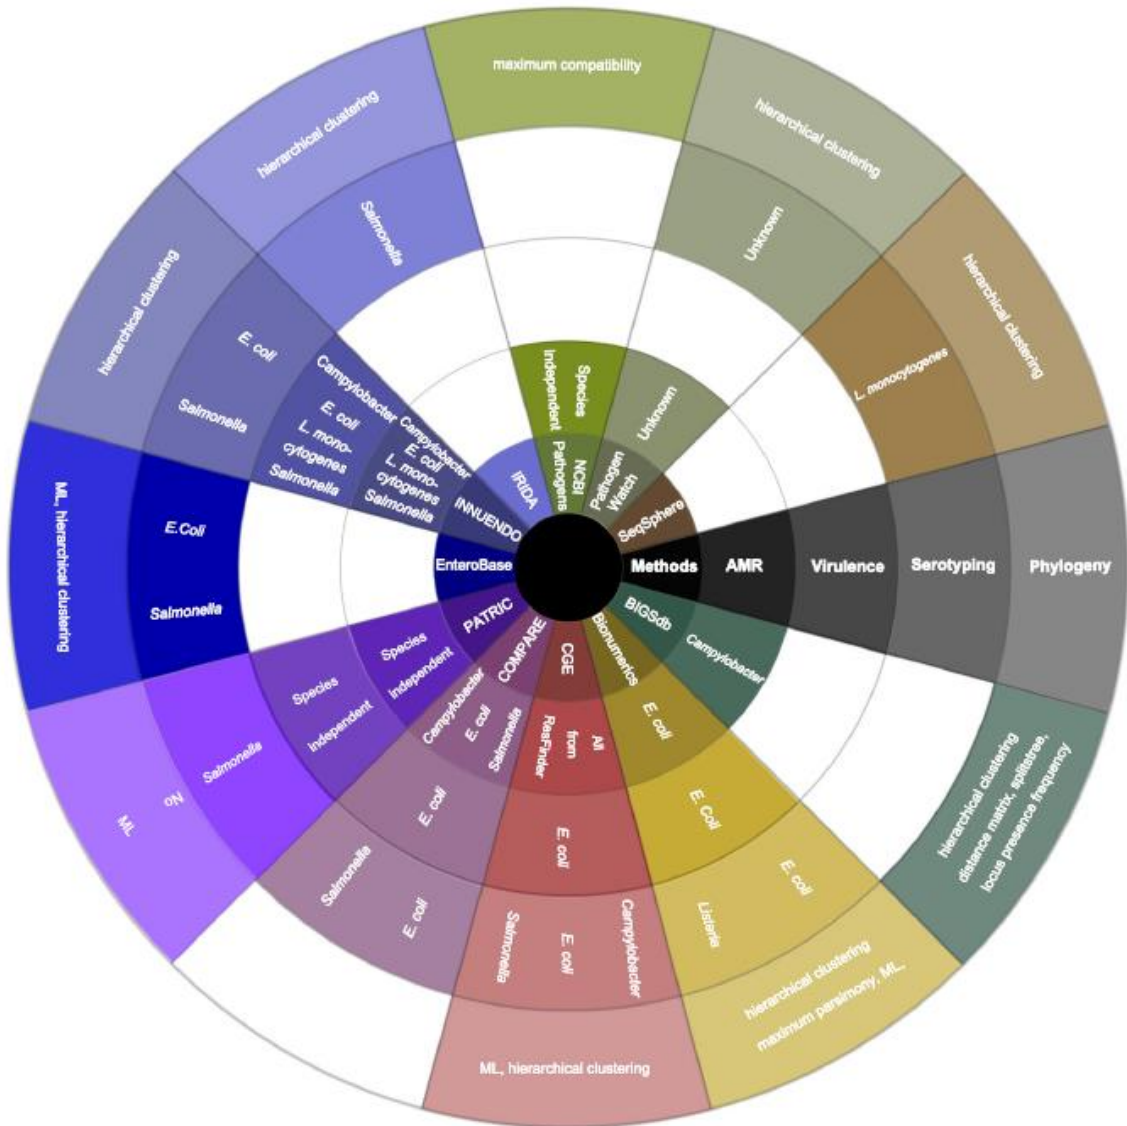 maximum compatibility
hierarchical clustering
Unknown
hierarchical clustering
L. monocytogenes
hierarchical clustering
Salmonella
hierarchical clustering
E. coli
Salmonella
Campylobacter
E. coli
L. mono-
cytogenes
Salmonella
Campylobacter
E. coli
L. mono-
cytogenes
Salmonella
INNUENDO
IRIDA
Species
independent
NCBI
Pathogens
Unknown
Pathogen
Watch
SeqSphere
Methods
AMR
Virulence
Serotyping
Phylogeny
ML, hierarchical clustering
E.Coli
Salmonella
EnteroBase
PATRIC
Species
independent
Species
independent
Salmonella
No
ML
COMPARE
Campylobacter
E. coli
Salmonella
E. coli
Salmonella
E. coli
CGE
All
from
ResFinder
E. coli
Salmonella
E. coli
Campylobacter
ML, hierarchical clustering
Bionumerics
E. coli
E. Coli
E. coli
Listeria
hierarchical clustering
maximum parsimony, ML,
BIGSdb
Campylobacter
hierarchical clustering
distance matrix, splitstree,
locus presence frequency